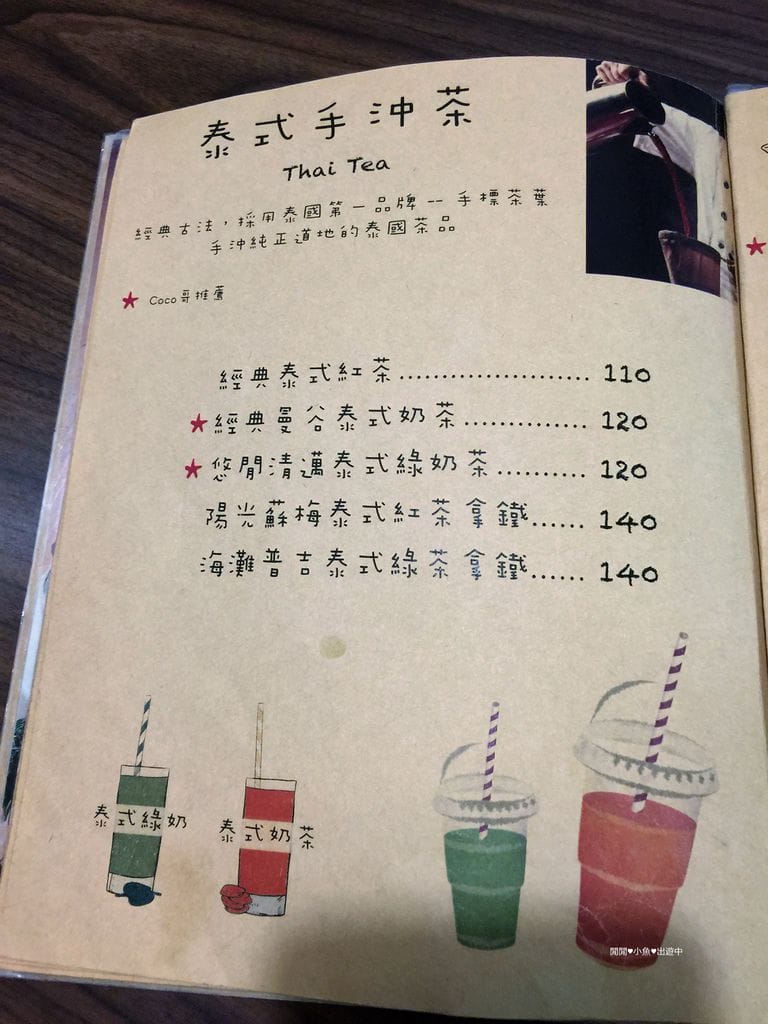 泰式手沖茶
Thai Tea
經典古法，採用泰國第一品牌 -- 手標茶葉
手沖純正道地的泰國茶品
★ Coco哥推薦
經典泰式紅茶...................... 110
★ 經典曼谷泰式奶茶.............. 120
★ 悠閒清邁泰式綠奶茶.......... 120
陽光蘇梅泰式紅茶拿鐵...... 140
海灘普吉泰式綠茶拿鐵...... 140
泰式綠奶
泰式奶茶
閒閒♥小魚♥出遊中